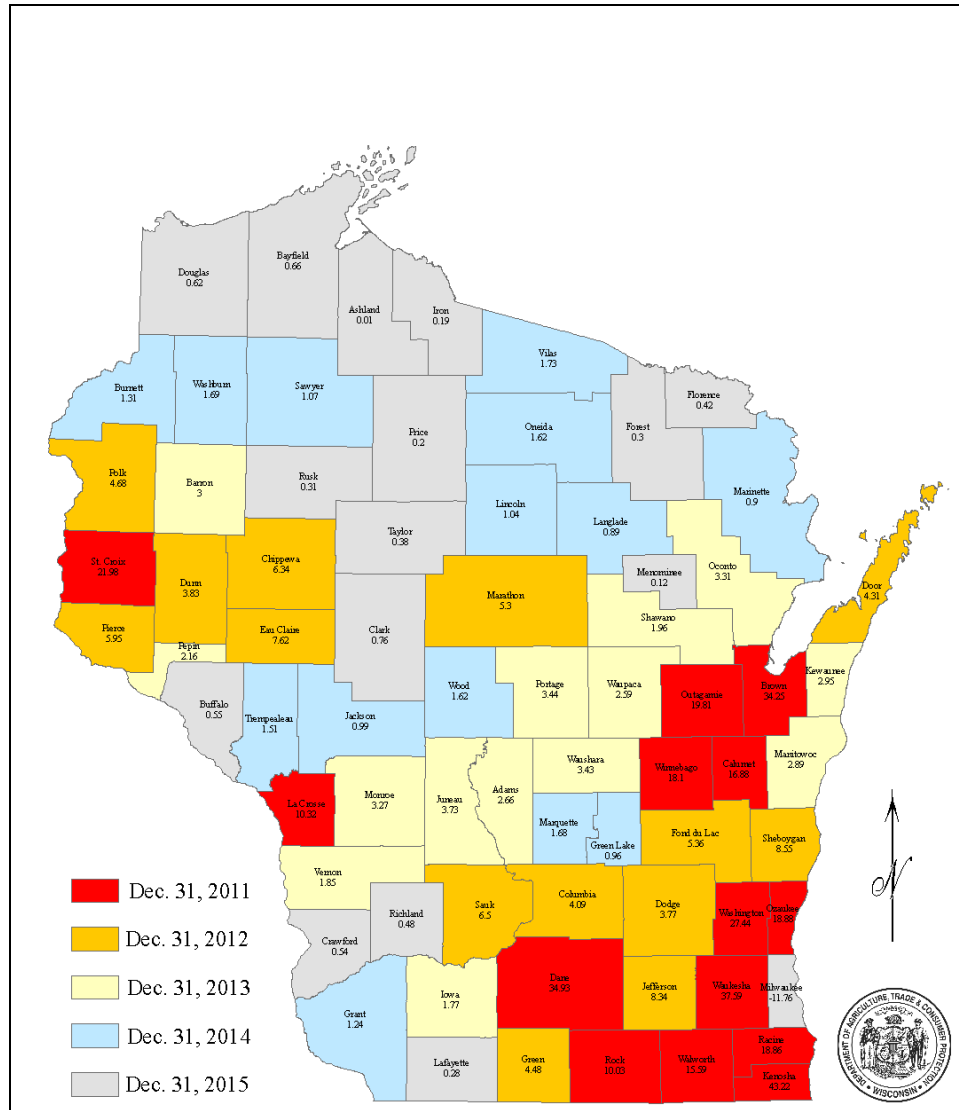 Douglas
0.62
Bayfield
0.66
Ashland
0.01
Iron
0.19
Vilas
1.73
Florence
0.42
Burnett
1.31
Washburn
1.69
Sawyer
1.07
Price
0.2
Oneida
1.62
Forest
0.3
Marinette
0.9
Polk
4.68
Barron
3
Rusk
0.31
Lincoln
1.04
Langlade
0.89
Taylor
0.38
St. Croix
21.98
Dunn
3.83
Chippewa
6.34
Marathon
5.3
Menominee
0.12
Oconto
3.31
Door
4.31
Pierce
5.95
Pepin
2.16
Eau Claire
7.62
Clark
0.76
Shawano
1.96
Buffalo
0.55
Trempealeau
1.51
Jackson
0.99
Wood
1.62
Portage
3.44
Waupaca
2.59
Outagamie
19.81
Brown
34.25
Kewaunee
2.95
La Crosse
10.32
Monroe
3.27
Juneau
3.73
Adams
2.66
Waushara
3.43
Winnebago
18.1
Calumet
16.88
Manitowoc
2.89
Marquette
1.68
Green Lake
0.96
Fond du Lac
5.36
Sheboygan
8.55
Vernon
1.85
Richland
0.48
Crawford
0.54
Sauk
6.5
Columbia
4.09
Dodge
3.77
Washington
27.44
Ozaukee
18.88
Grant
1.24
Iowa
1.77
Dane
34.93
Jefferson
8.34
Waukesha
37.59
Milwaukee
-11.76
Lafayette
0.28
Green
4.48
Rock
10.03
Walworth
15.59
Racine
18.86
Kenosha
43.22
N
Dec. 31, 2011
Dec. 31, 2012
Dec. 31, 2013
Dec. 31, 2014
Dec. 31, 2015
DEPARTMENT OF AGRICULTURE, TRADE & CONSUMER PROTECTION
WISCONSIN